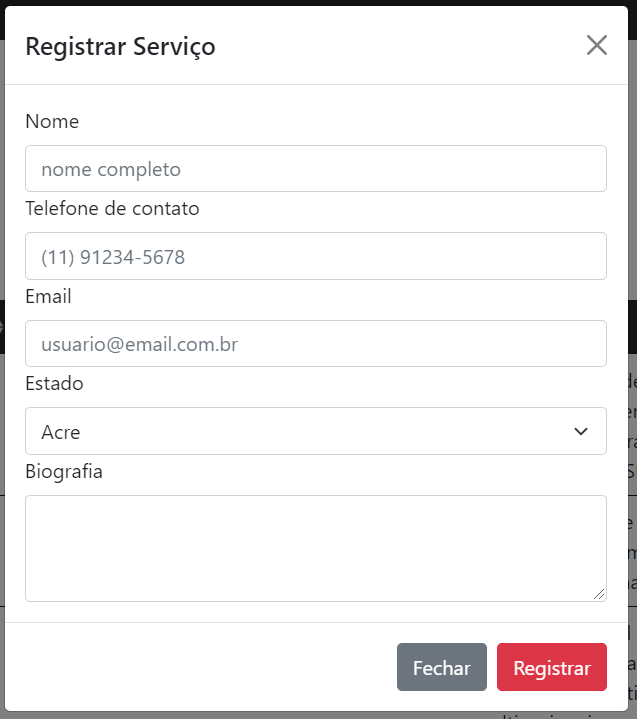 Registrar Serviço
Nome
nome completo
Telefone de contato
(11) 91234-5678
Email
usuario@email.com.br
Estado
Acre
Biografia
Fechar
Registrar